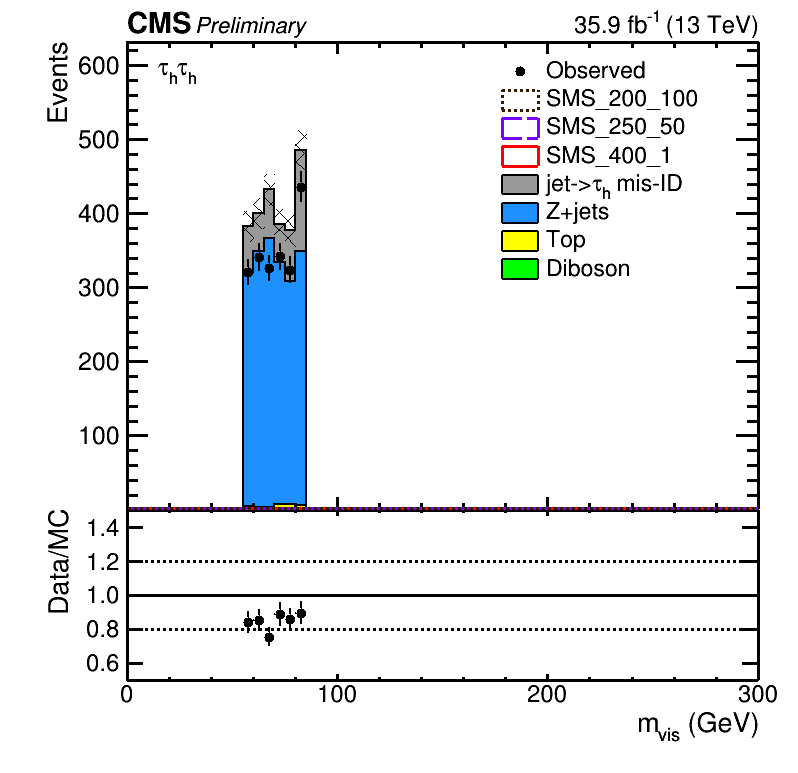 CMS Preliminary 35.9 fb⁻¹ (13 TeV)
Events
600
500
400
300
200
100
τₕτₕ
Observed
SMS_200_100
SMS_250_50
SMS_400_1
jet->τₕ mis-ID
Z+jets
Top
Diboson
Data/MC
1.4
1.2
1.0
0.8
0.6
0 100 200 300
m_vis (GeV)